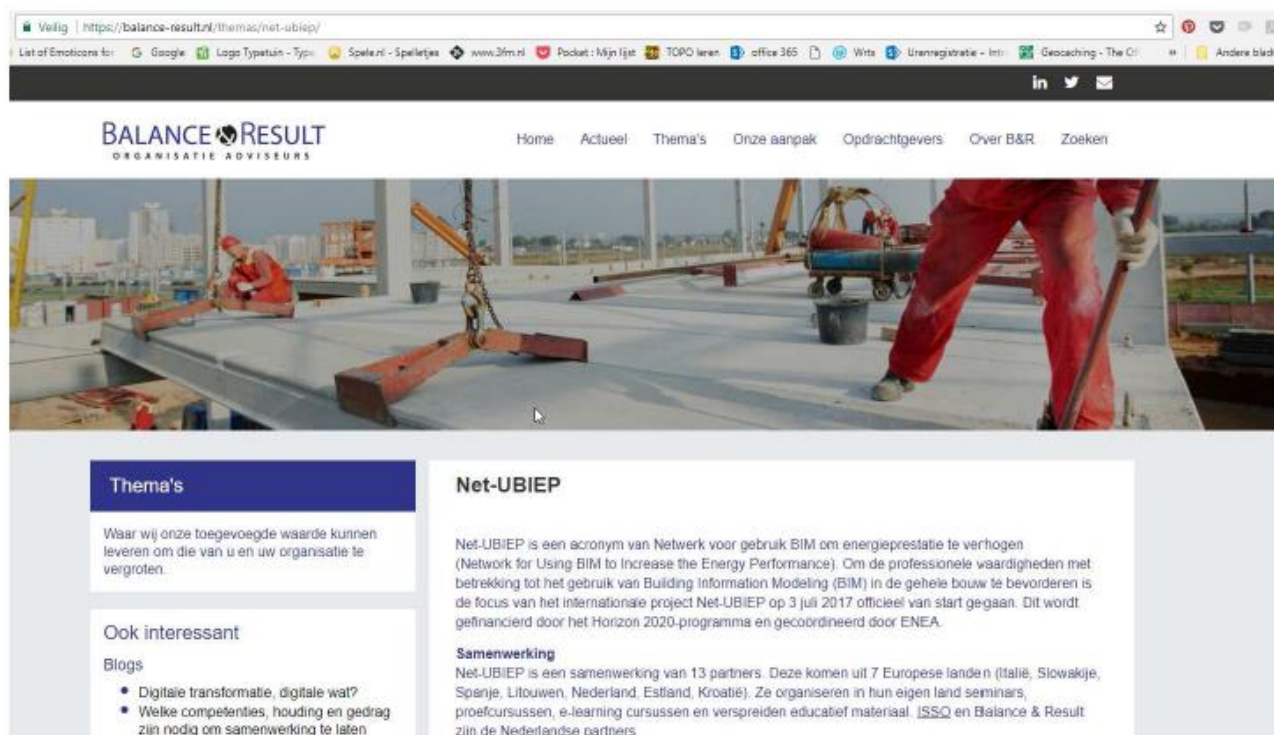 Veilig | https://balance-result.nl/themas/net-ubiep/
List of Emoticons for Google Logo Typetuin - Type Spele.nl - Spelletjes www.3fm.nl Pocket : Mijn lijst TOPO leren office 365 Wrts Urenregistratie - Intr Geocaching - The Of » Andere blad
in
BALANCE & RESULT
ORGANISATIE ADVISEURS
Home Actueel Thema's Onze aanpak Opdrachtgevers Over B&R Zoeken
Thema's
Waar wij onze toegevoegde waarde kunnen
leveren om die van u en uw organisatie te
vergroten.
Ook interessant
Blogs
Digitale transformatie, digitale wat?
Welke competenties, houding en gedrag
zijn nodig om samenwerking te laten
Net-UBIEP
Net-UBIEP is een acronym van Netwerk voor gebruik BIM om energieprestatie te verhogen
(Network for Using BIM to Increase the Energy Performance). Om de professionele vaardigheden met
betrekking tot het gebruik van Building Information Modeling (BIM) in de gehele bouw te bevorderen is
de focus van het internationale project Net-UBIEP op 3 juli 2017 officieel van start gegaan. Dit wordt
gefinancierd door het Horizon 2020-programma en gecoördineerd door ENEA.
Samenwerking
Net-UBIEP is een samenwerking van 13 partners. Deze komen uit 7 Europese landen (Italië, Slowakije,
Spanje, Litouwen, Nederland, Estland, Kroatië). Ze organiseren in hun eigen land seminars,
proefcursussen, e-learning cursussen en verspreiden educatief materiaal. ISSO en Balance & Result
zijn de Nederlandse partners.